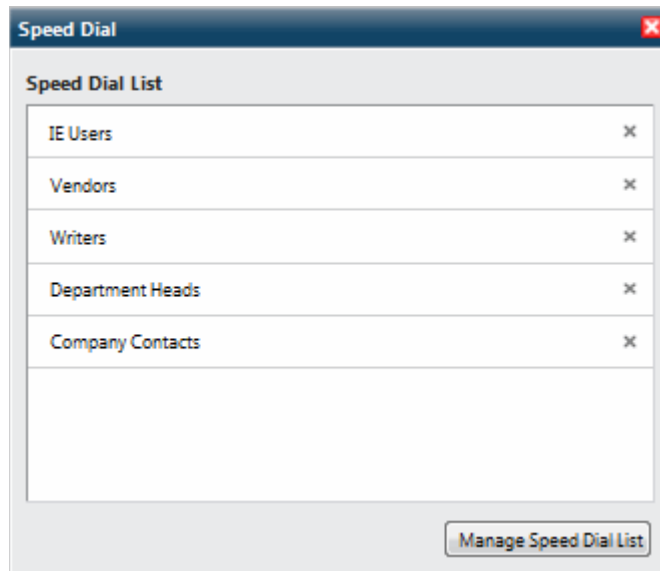 Speed Dial
Speed Dial List
IE Users
Vendors
Writers
Department Heads
Company Contacts
Manage Speed Dial List